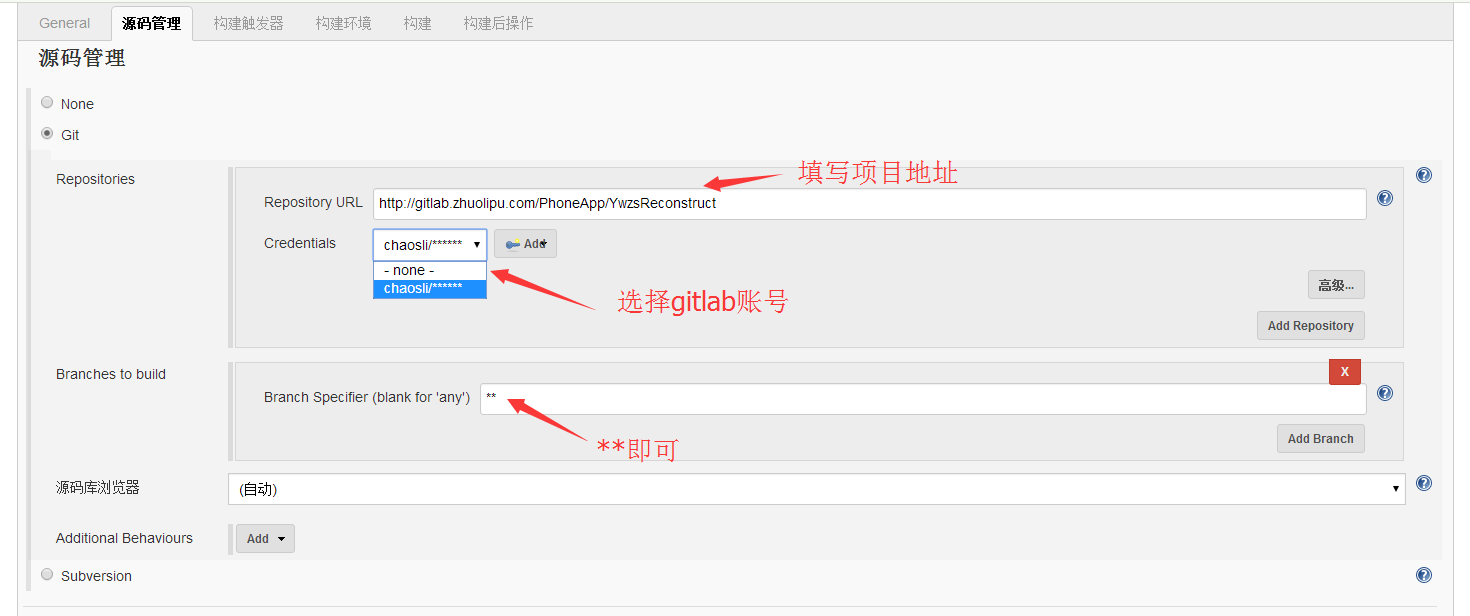 General 源码管理 构建触发器 构建环境 构建 构建后操作
源码管理
None
Git
Repositories
填写项目地址
Repository URL http://gitlab.zhuolipu.com/PhoneApp/YwzsReconstruct
Credentials chaosli/****** Add
- none -
chaosli/******
选择gitlab账号
高级...
Add Repository
Branches to build
X
Branch Specifier (blank for 'any') **
**即可
Add Branch
源码库浏览器 (自动)
Additional Behaviours Add
Subversion